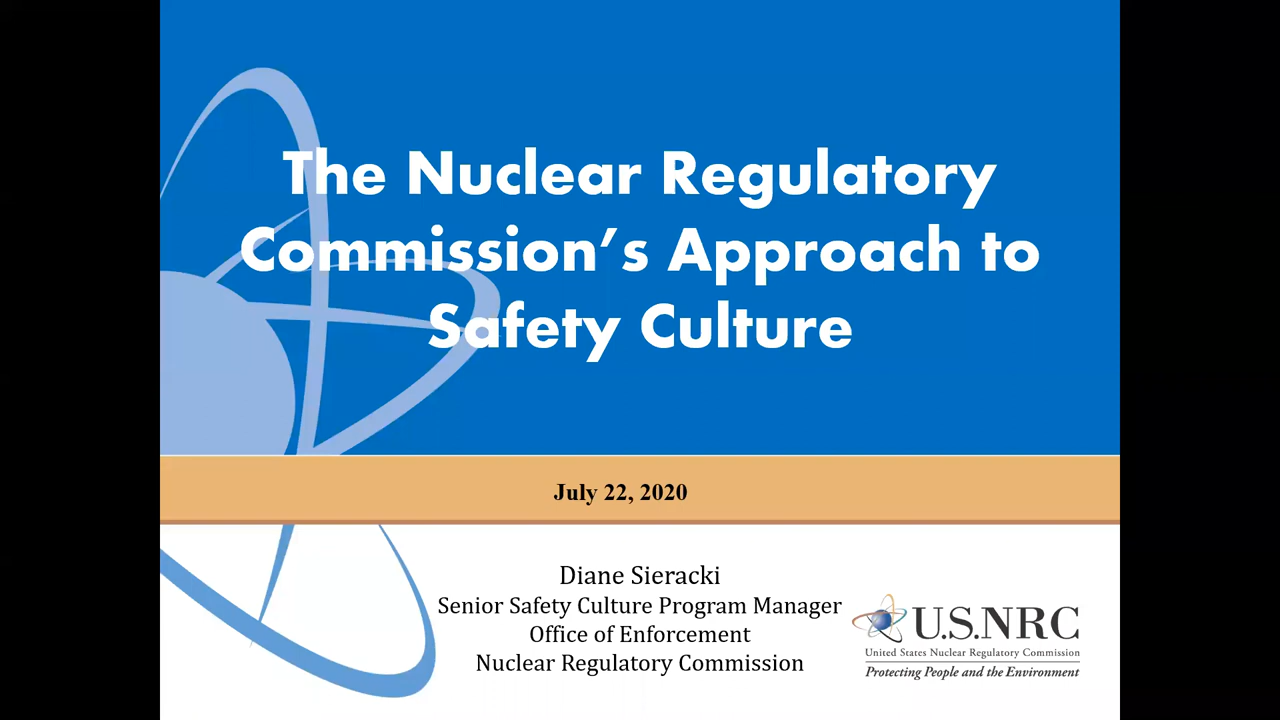 The Nuclear Regulatory
Commission’s Approach to
Safety Culture
July 22, 2020
Diane Sieracki
Senior Safety Culture Program Manager
Office of Enforcement
Nuclear Regulatory Commission
U.S.NRC
United States Nuclear Regulatory Commission
Protecting People and the Environment